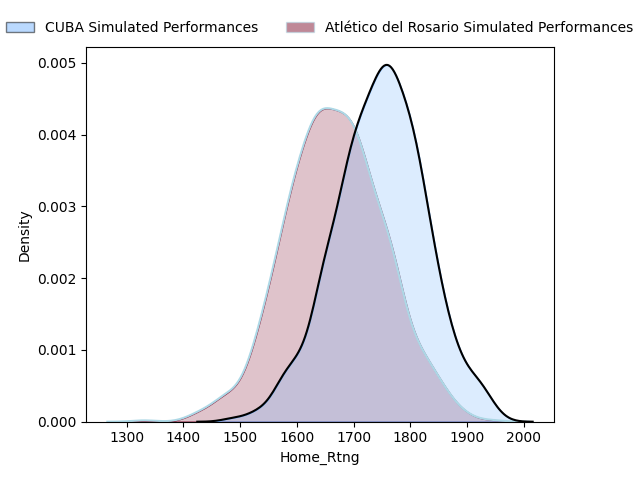 CUBA Simulated Performances
Atlético del Rosario Simulated Performances
0.005
0.004
0.003
0.002
0.001
0.000
Density
1300 1400 1500 1600 1700 1800 1900 2000
Home_Rtng